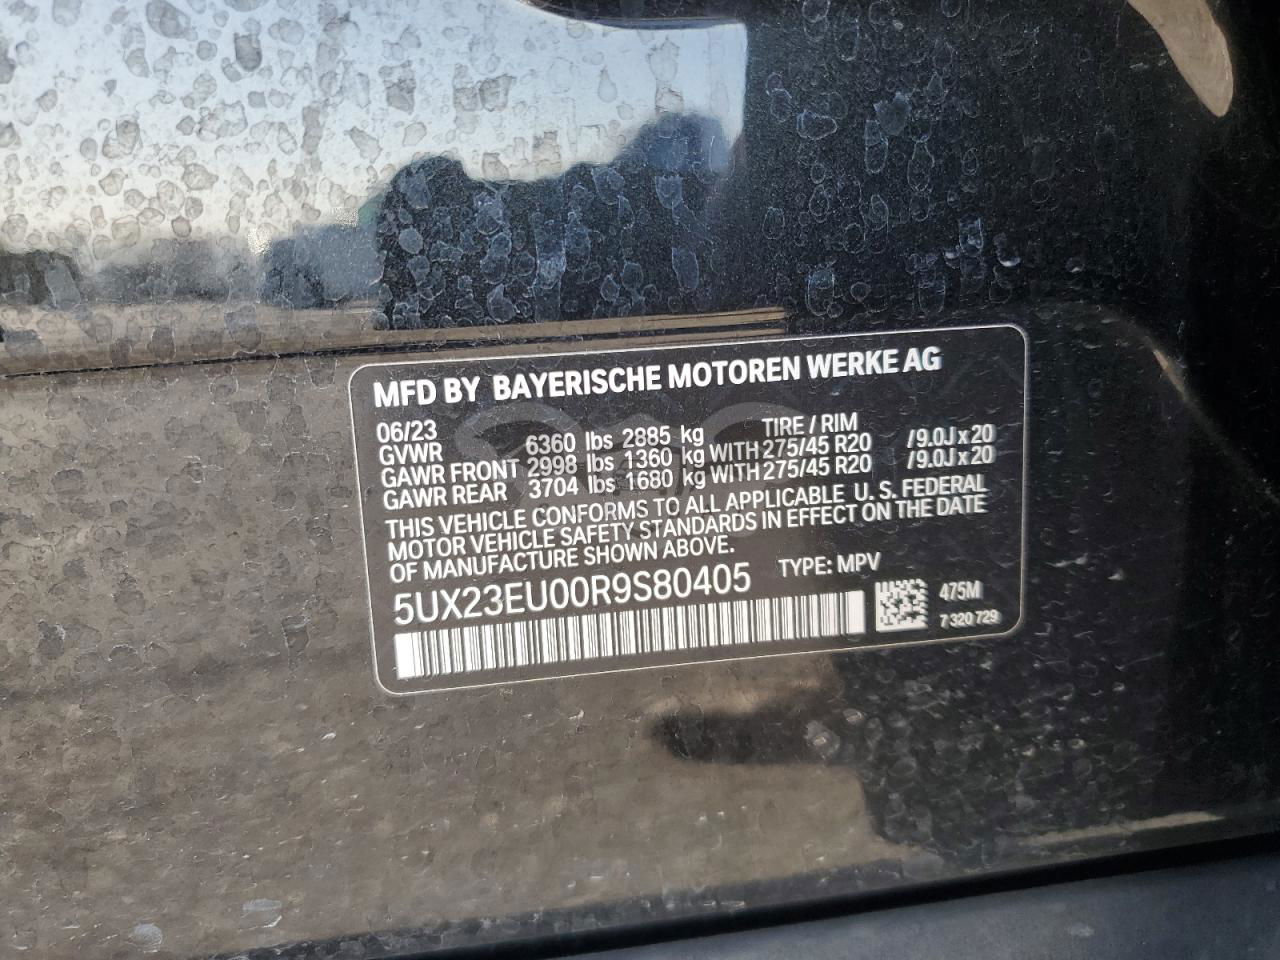 MFD BY BAYERISCHE MOTOREN WERKE AG
06/23 TIRE / RIM
GVWR 6360 lbs 2885 kg
GAWR FRONT 2998 lbs 1360 kg WITH 275/45 R20 /9.0J x 20
GAWR REAR 3704 lbs 1680 kg WITH 275/45 R20 /9.0J x 20
THIS VEHICLE CONFORMS TO ALL APPLICABLE U.S. FEDERAL
MOTOR VEHICLE SAFETY STANDARDS IN EFFECT ON THE DATE
OF MANUFACTURE SHOWN ABOVE.
5UX23EU00R9S80405 TYPE: MPV
475M
7 320 729